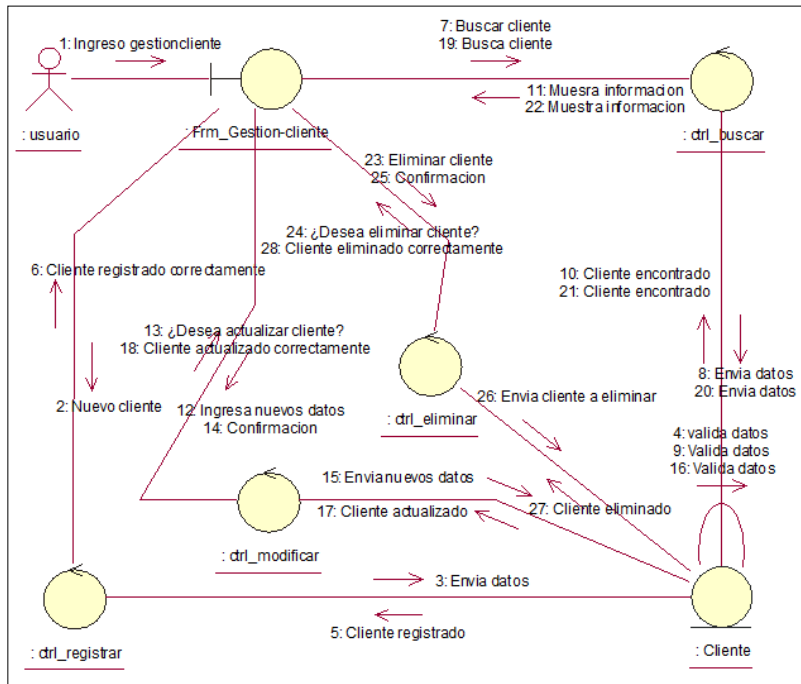 7: Buscar cliente
19: Busca cliente
1: Ingreso gestioncliente
11: Muesra informacion
22: Muestra informacion
: usuario
: Frm_Gestion-cliente
: ctrl_buscar
23: Eliminar cliente
25: Confirmacion
24: ¿Desea eliminar cliente?
28: Cliente eliminado correctamente
6: Cliente registrado correctamente
10: Cliente encontrado
21: Cliente encontrado
13: ¿Desea actualizar cliente?
18: Cliente actualizado correctamente
8: Envia datos
20: Envia datos
26: Envia cliente a eliminar
2: Nuevo cliente
12: Ingresa nuevos datos
14: Confirmacion
: ctrl_eliminar
4: valida datos
9: Valida datos
16: Valida datos
15: Envia nuevos datos
17: Cliente actualizado
27: Cliente eliminado
: ctrl_modificar
3: Envia datos
5: Cliente registrado
: ctrl_registrar
: Cliente